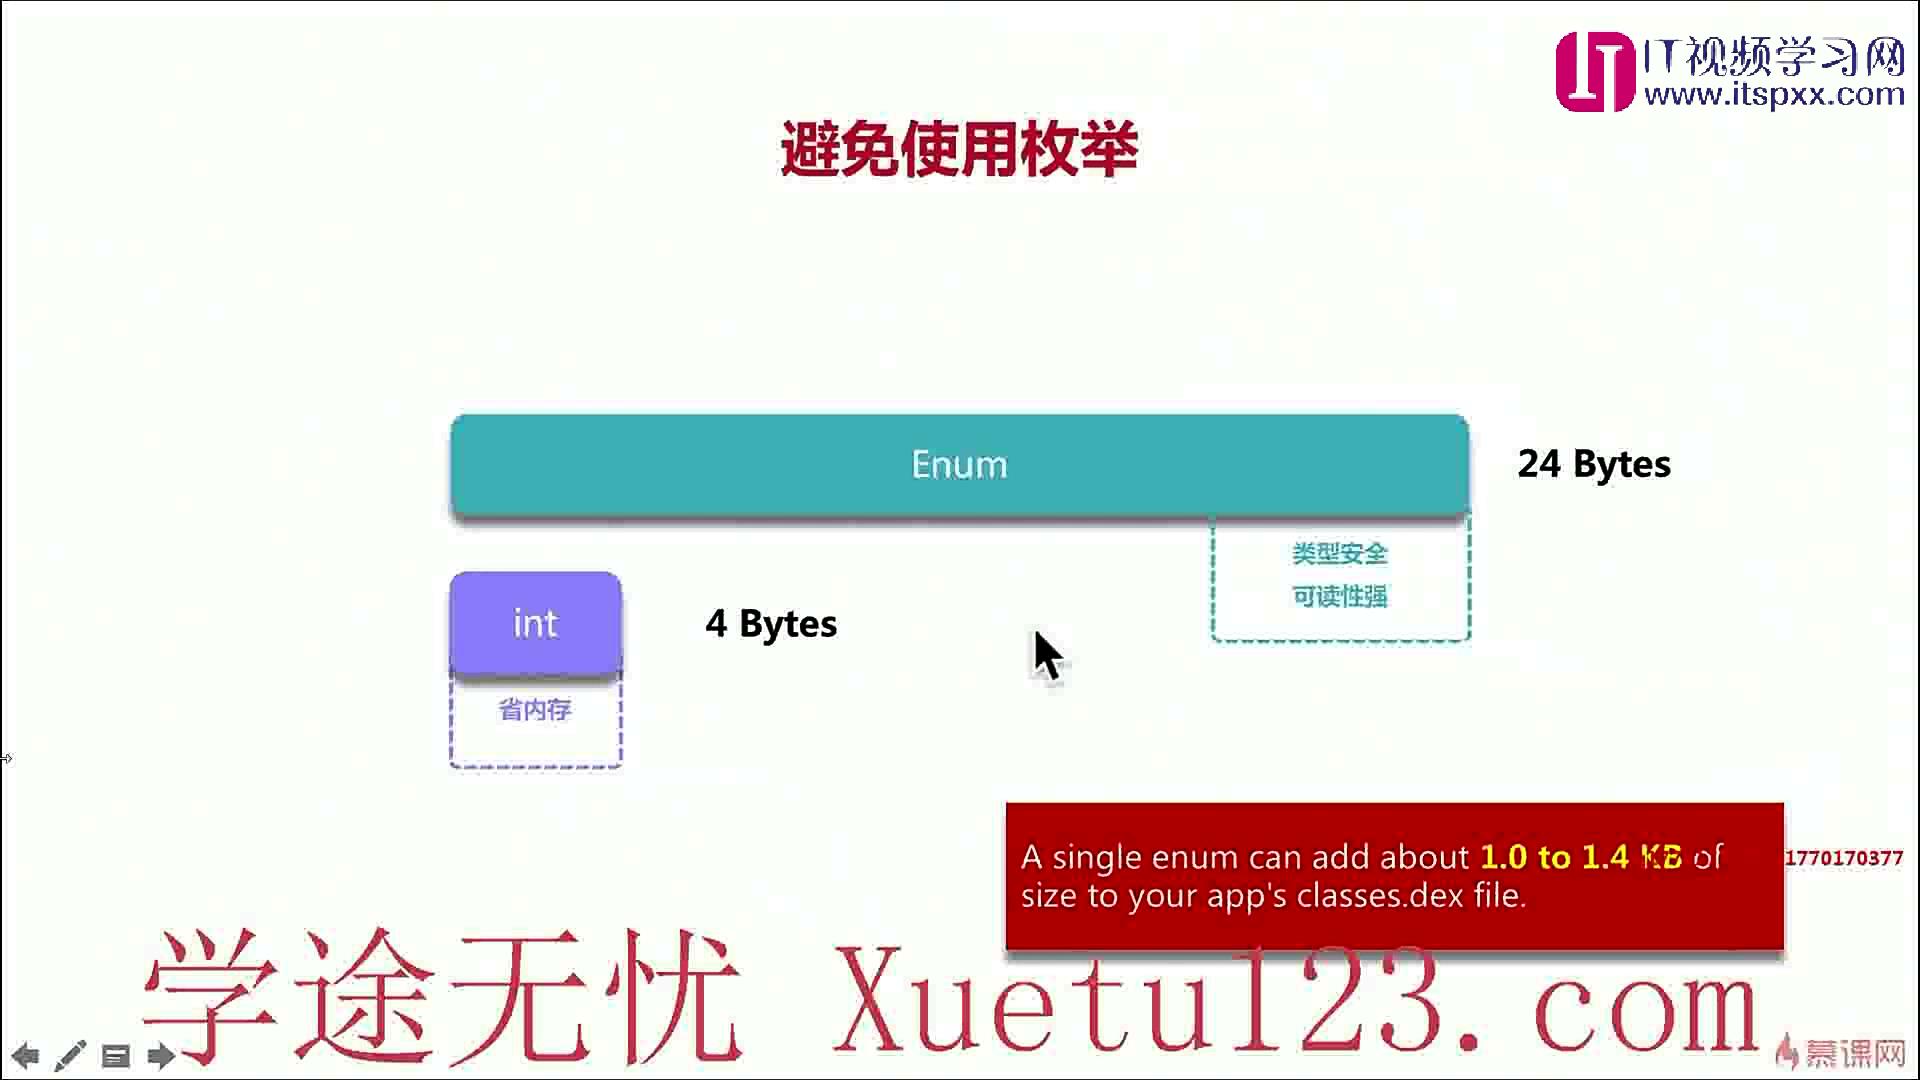 IT视频学习网
www.itspxx.com
避免使用枚举
Enum
24 Bytes
类型安全
可读性强
int
4 Bytes
省内存
A single enum can add about 1.0 to 1.4 KB of
size to your app's classes.dex file.
1770170377
学途无忧 Xuetu123.com
慕课网